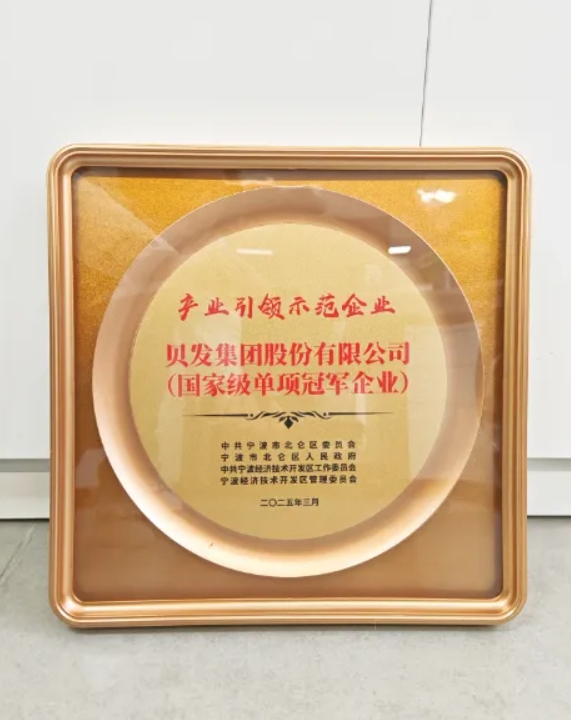 产业引领示范企业
贝发集团股份有限公司
（国家级单项冠军企业）
中共宁波市北仑区委员会
宁波市北仑区人民政府
中共宁波经济技术开发区工作委员会
宁波经济技术开发区管理委员会
二〇二五年三月